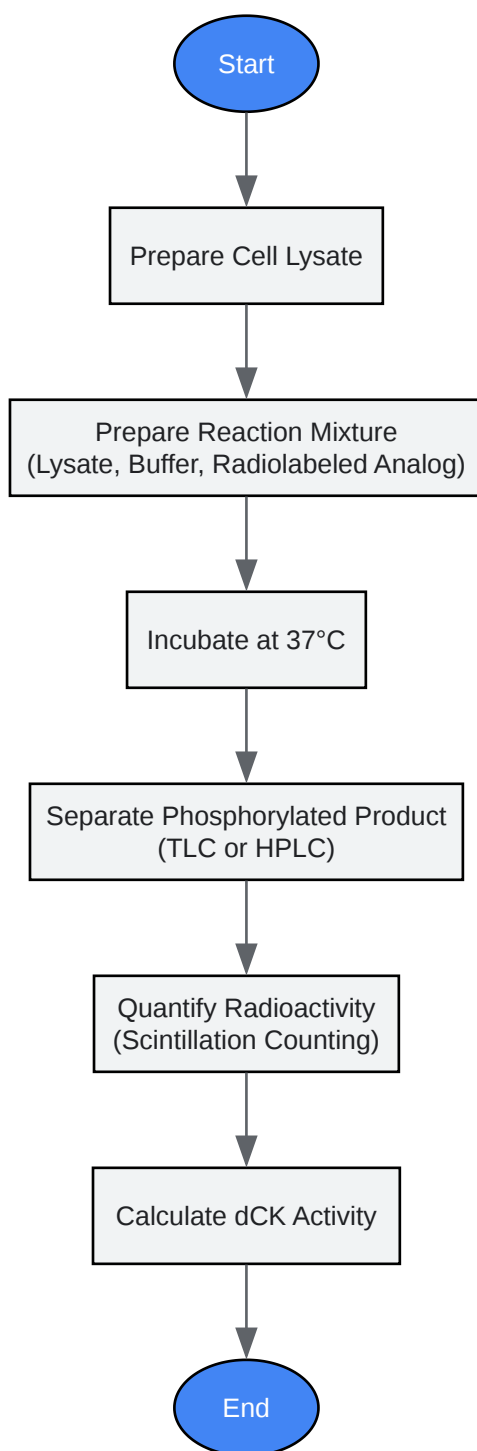 Start
Prepare Cell Lysate
Prepare Reaction Mixture
(Lysate, Buffer, Radiolabeled Analog)
Incubate at 37°C
Separate Phosphorylated Product
(TLC or HPLC)
Quantify Radioactivity
(Scintillation Counting)
Calculate dCK Activity
End